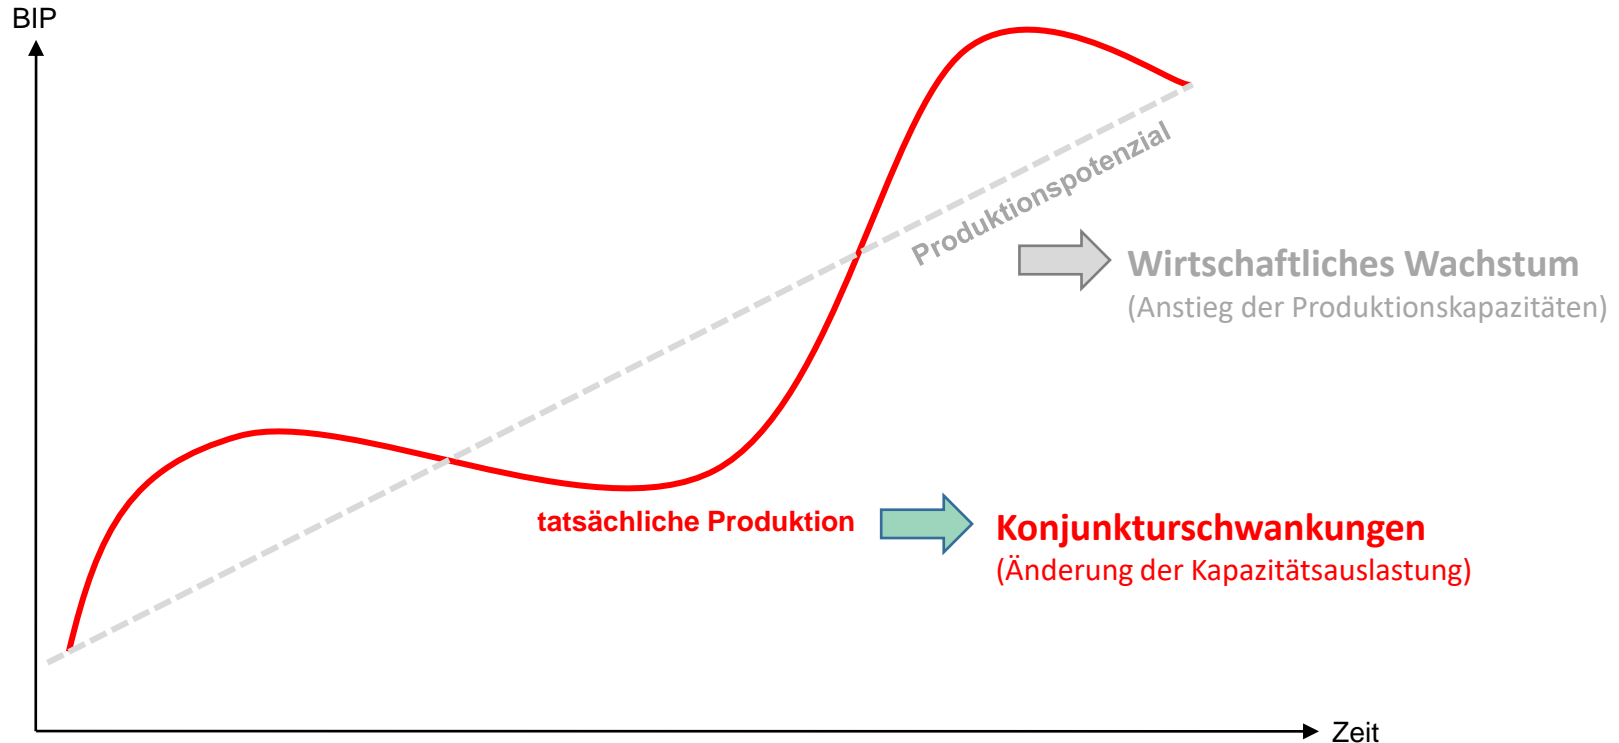 BIP
Produktionspotenzial
Wirtschaftliches Wachstum
(Anstieg der Produktionskapazitäten)
tatsächliche Produktion
Konjunkturschwankungen
(Änderung der Kapazitätsauslastung)
Zeit